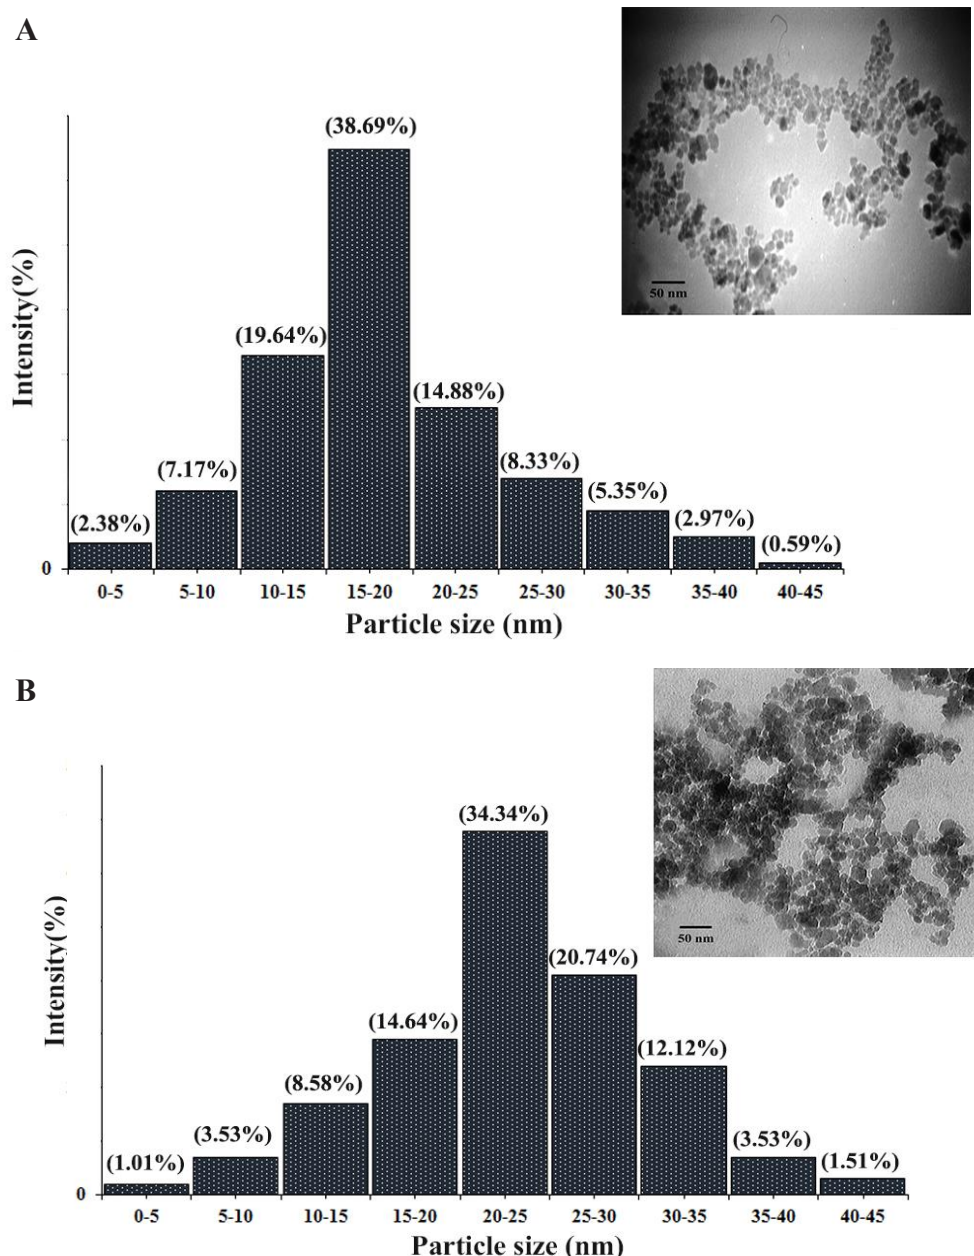 A
50 nm
(38.69%)
(19.64%)
(14.88%)
(8.33%)
(7.17%)
(5.35%)
(2.38%)
(2.97%)
(0.59%)
Intensity(%)
0
0-5 5-10 10-15 15-20 20-25 25-30 30-35 35-40 40-45
Particle size (nm)
B
50 nm
(34.34%)
(20.74%)
(14.64%)
(12.12%)
(8.58%)
(3.53%)
(3.53%)
(1.01%)
(1.51%)
Intensity(%)
0
0-5 5-10 10-15 15-20 20-25 25-30 30-35 35-40 40-45
Particle size (nm)